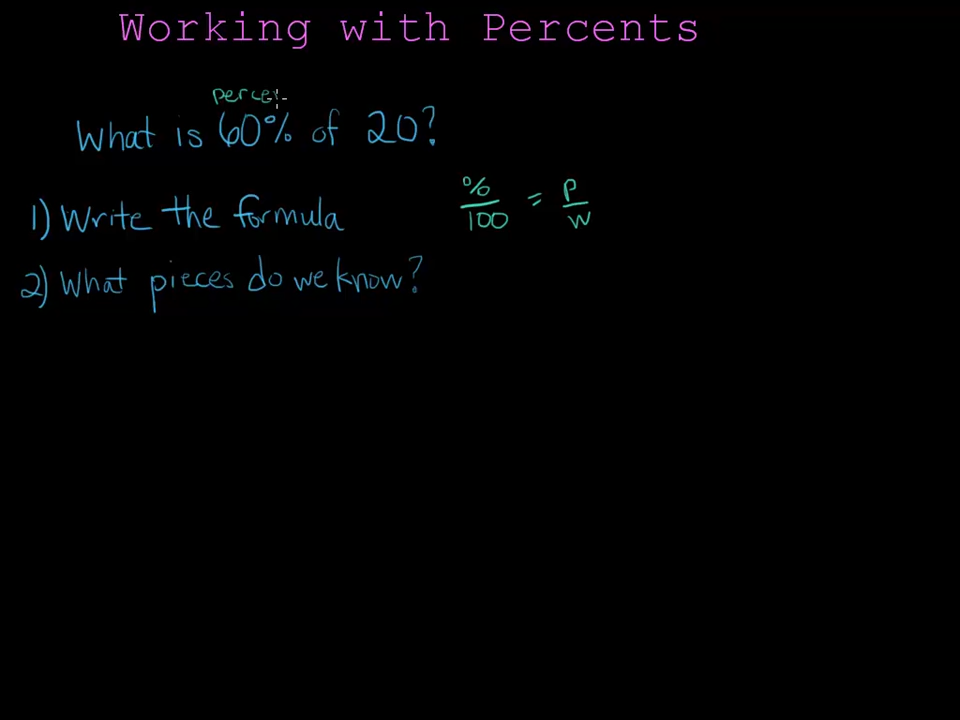 Working with Percents
perce
What is 60% of 20?
1) Write the formula
%/100 = P/W
2) What pieces do we know?